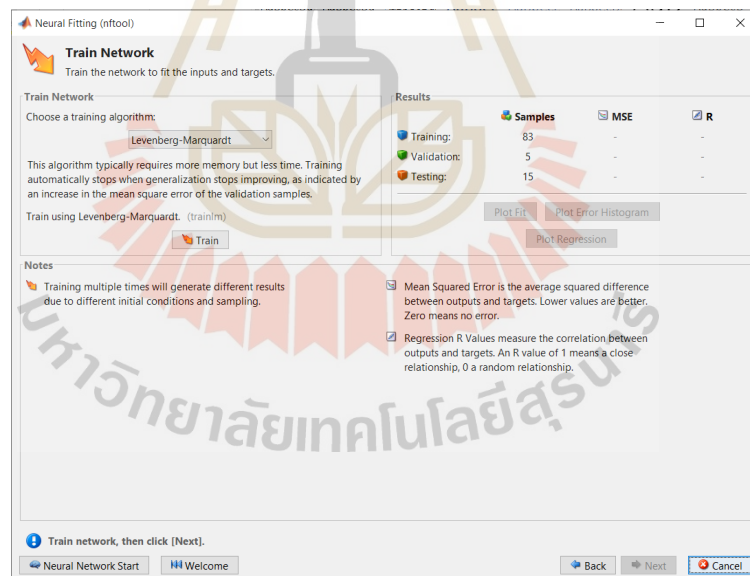 Neural Fitting (nftool)
Train Network
Train the network to fit the inputs and targets.
Train Network
Choose a training algorithm:
Levenberg-Marquardt
This algorithm typically requires more memory but less time. Training
automatically stops when generalization stops improving, as indicated by
an increase in the mean square error of the validation samples.
Train using Levenberg-Marquardt. (trainlm)
Train
Results
Samples MSE R
Training: 83 - -
Validation: 5 - -
Testing: 15 - -
Plot Fit Plot Error Histogram
Plot Regression
Notes
Training multiple times will generate different results
due to different initial conditions and sampling.
Mean Squared Error is the average squared difference
between outputs and targets. Lower values are better.
Zero means no error.
Regression R Values measure the correlation between
outputs and targets. An R value of 1 means a close
relationship, 0 a random relationship.
มหาวิทยาลัยเทคโนโลยีสุรนารี
Train network, then click [Next].
Neural Network Start Welcome Back Next Cancel